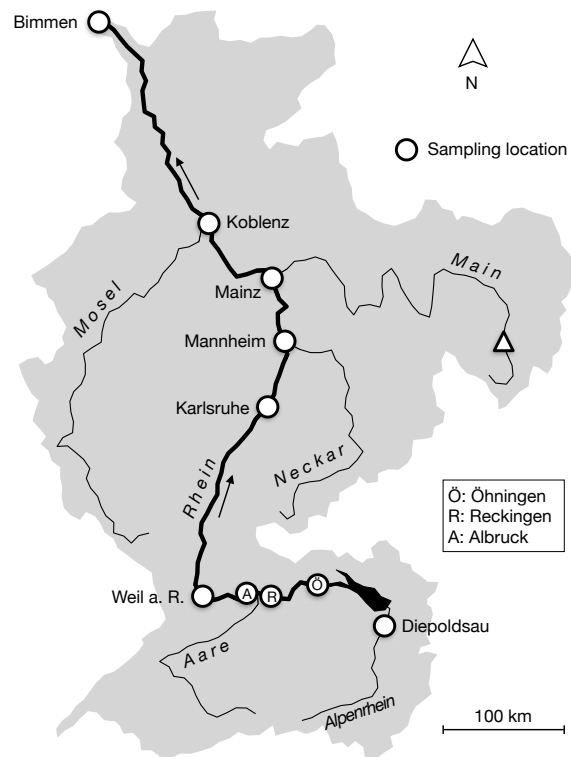 Bimmen
N
Sampling location
Koblenz
Main
Mosel
Mainz
Mannheim
Karlsruhe
Neckar
Rhein
Ö: Öhningen
R: Reckingen
A: Albruck
Weil a. R.
A
R
Ö
Diepoldsau
Aare
Alpenrhein
100 km